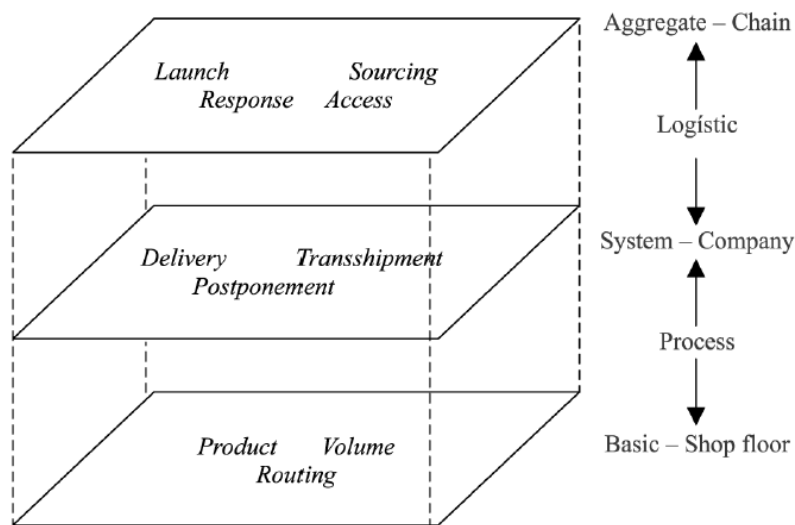 Aggregate – Chain
Launch Sourcing
Response Access
Logístic
System – Company
Delivery Transshipment
Postponement
Process
Basic – Shop floor
Product Volume
Routing